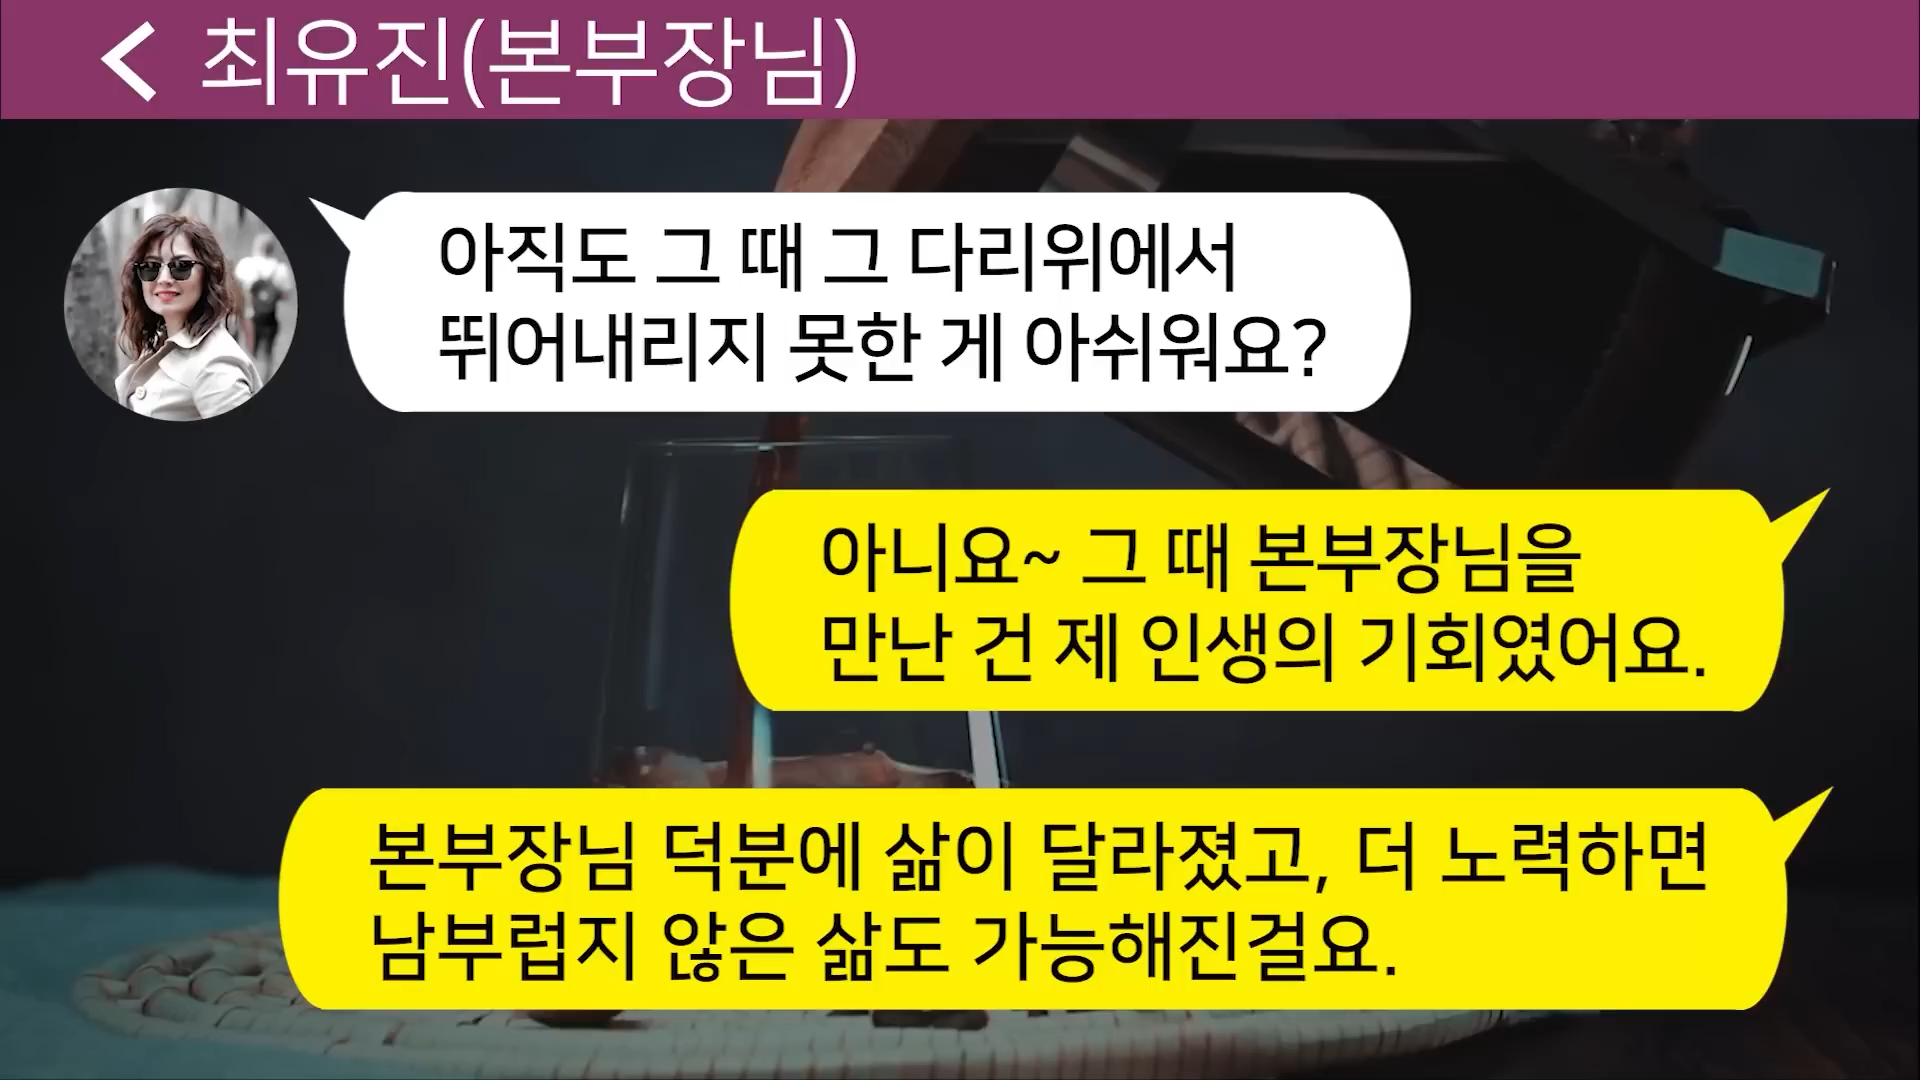 최유진(본부장님)
아직도 그 때 그 다리위에서
뛰어내리지 못한 게 아쉬워요?
아니요~ 그 때 본부장님을
만난 건 제 인생의 기회였어요.
본부장님 덕분에 삶이 달라졌고, 더 노력하면
남부럽지 않은 삶도 가능해진걸요.